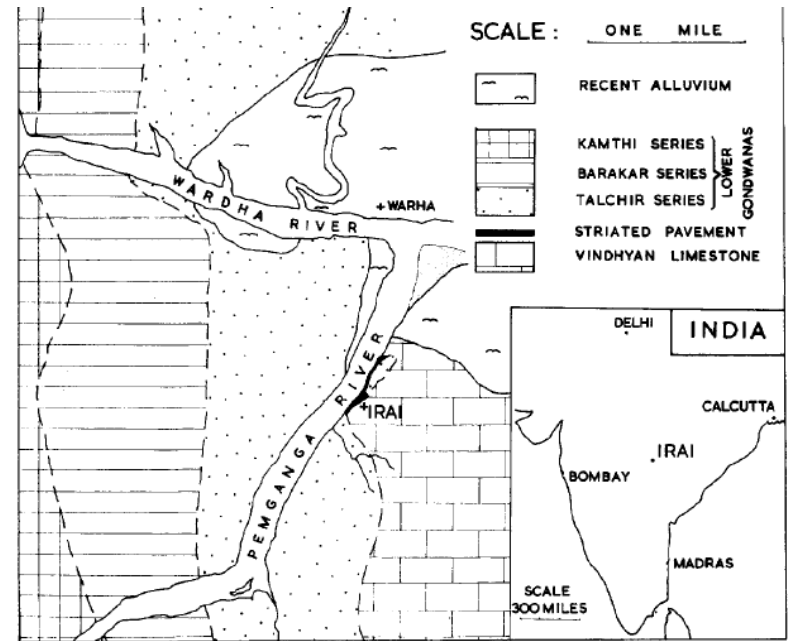 SCALE : ONE MILE
RECENT ALLUVIUM
KAMTHI SERIES
BARAKAR SERIES
TALCHIR SERIES
LOWER
GONDWANAS
STRIATED PAVEMENT
VINDHYAN LIMESTONE
WARDHA RIVER
+WARHA
PEMGANGA RIVER
+IRAI
INDIA
DELHI
CALCUTTA
IRAI
BOMBAY
MADRAS
SCALE
300 MILES